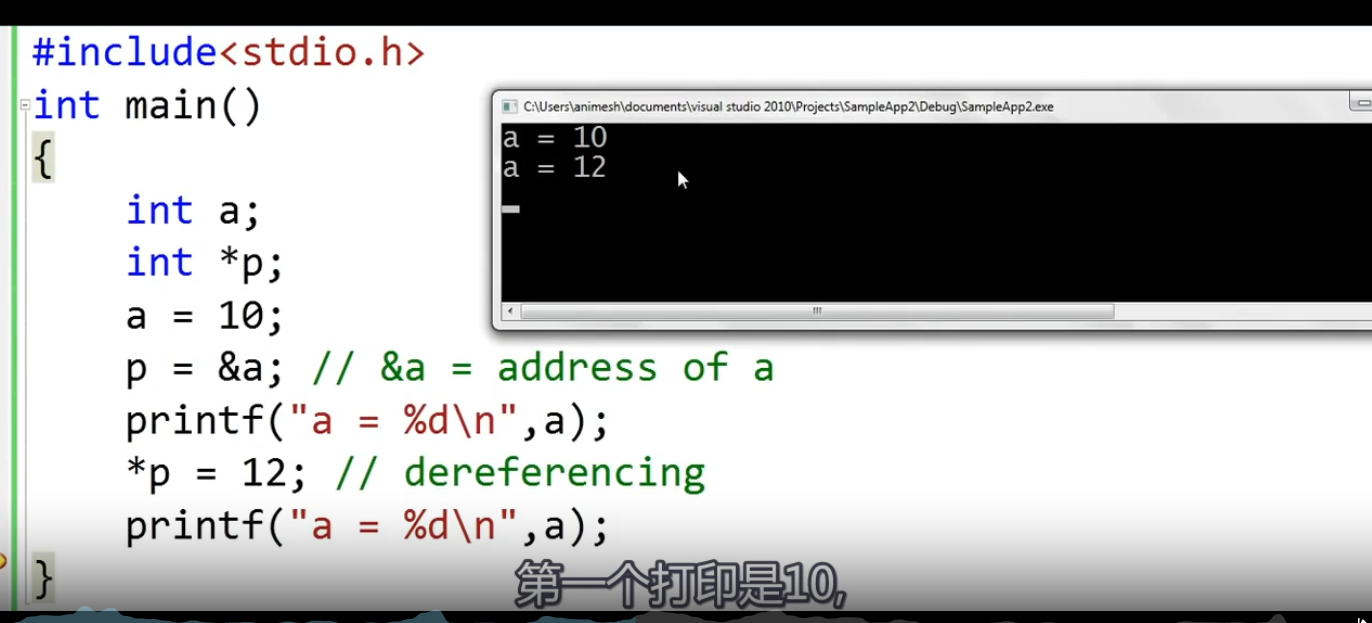 #include<stdio.h>
int main()
{
int a;
int *p;
a = 10;
p = &a; // &a = address of a
printf("a = %d\n",a);
*p = 12; // dereferencing
printf("a = %d\n",a);
}
C:\Users\animesh\documents\visual studio 2010\Projects\SampleApp2\Debug\SampleApp2.exe
a = 10
a = 12
第一个打印是10,